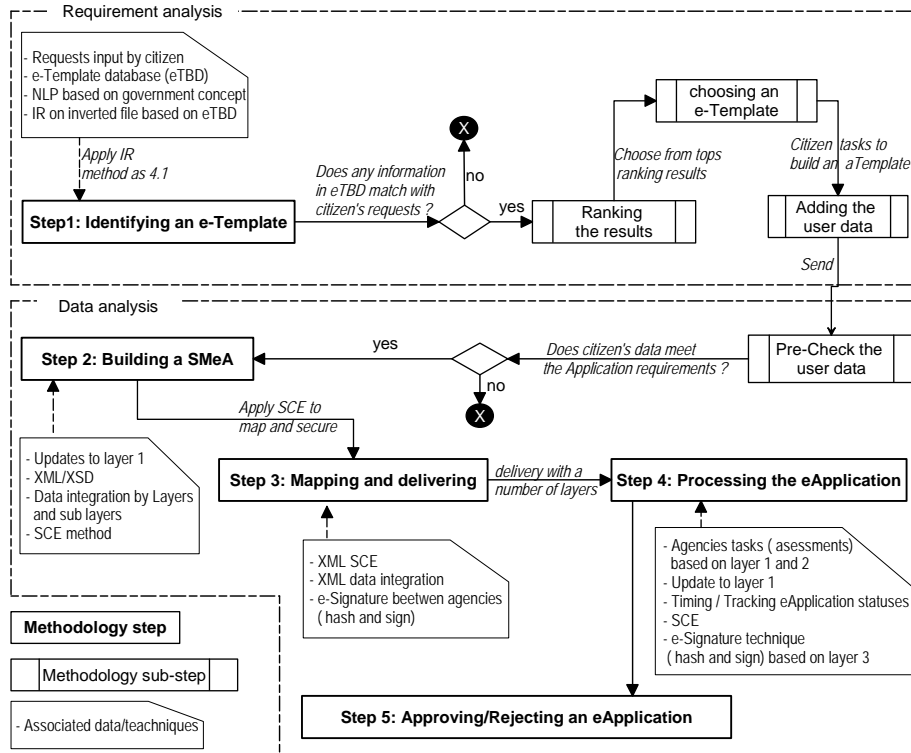 Requirement analysis
- Requests input by citizen
- e-Template database (eTBD)
- NLP based on government concept
- IR on inverted file based on eTBD
Apply IR
method as 4.1
Step1: Identifying an e-Template
Does any information
in eTBD match with
citizen's requests ?
X
no
yes
Ranking
the results
Choose from tops
ranking results
choosing an
e-Template
Citizen tasks to
build an aTemplate
Adding the
user data
Send
Data analysis
Step 2: Building a SMeA
yes
no
X
Does citizen's data meet
the Application requirements ?
Pre-Check the
user data
Apply SCE to
map and secure
- Updates to layer 1
- XML/XSD
- Data integration by Layers
and sub layers
- SCE method
Step 3: Mapping and delivering
delivery with a
number of layers
Step 4: Processing the eApplication
- XML SCE
- XML data integration
- e-Signature beetwen agencies
( hash and sign)
- Agencies tasks ( asessments)
based on layer 1 and 2
- Update to layer 1
- Timing / Tracking eApplication statuses
- SCE
- e-Signature technique
( hash and sign) based on layer 3
Methodology step
Methodology sub-step
- Associated data/teachniques
Step 5: Approving/Rejecting an eApplication